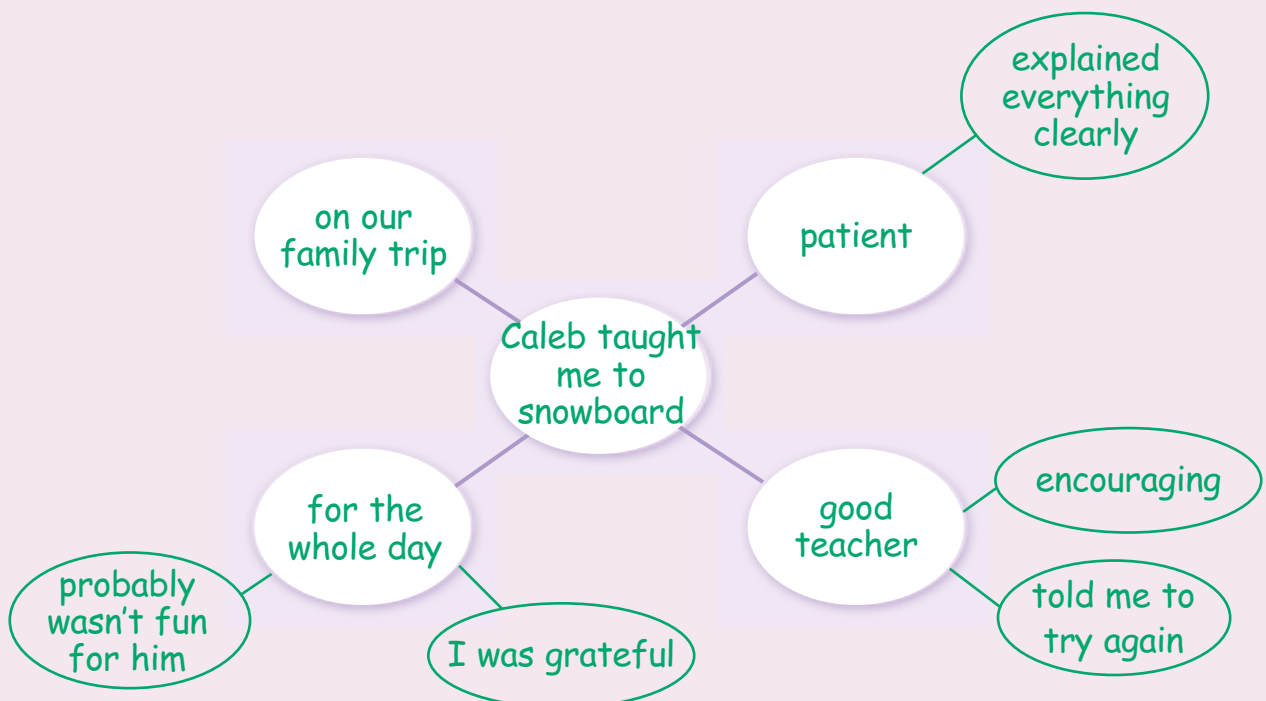 explained
everything
clearly
on our
family trip
patient
Caleb taught
me to
snowboard
for the
whole day
good
teacher
encouraging
probably
wasn't fun
for him
I was grateful
told me to
try again